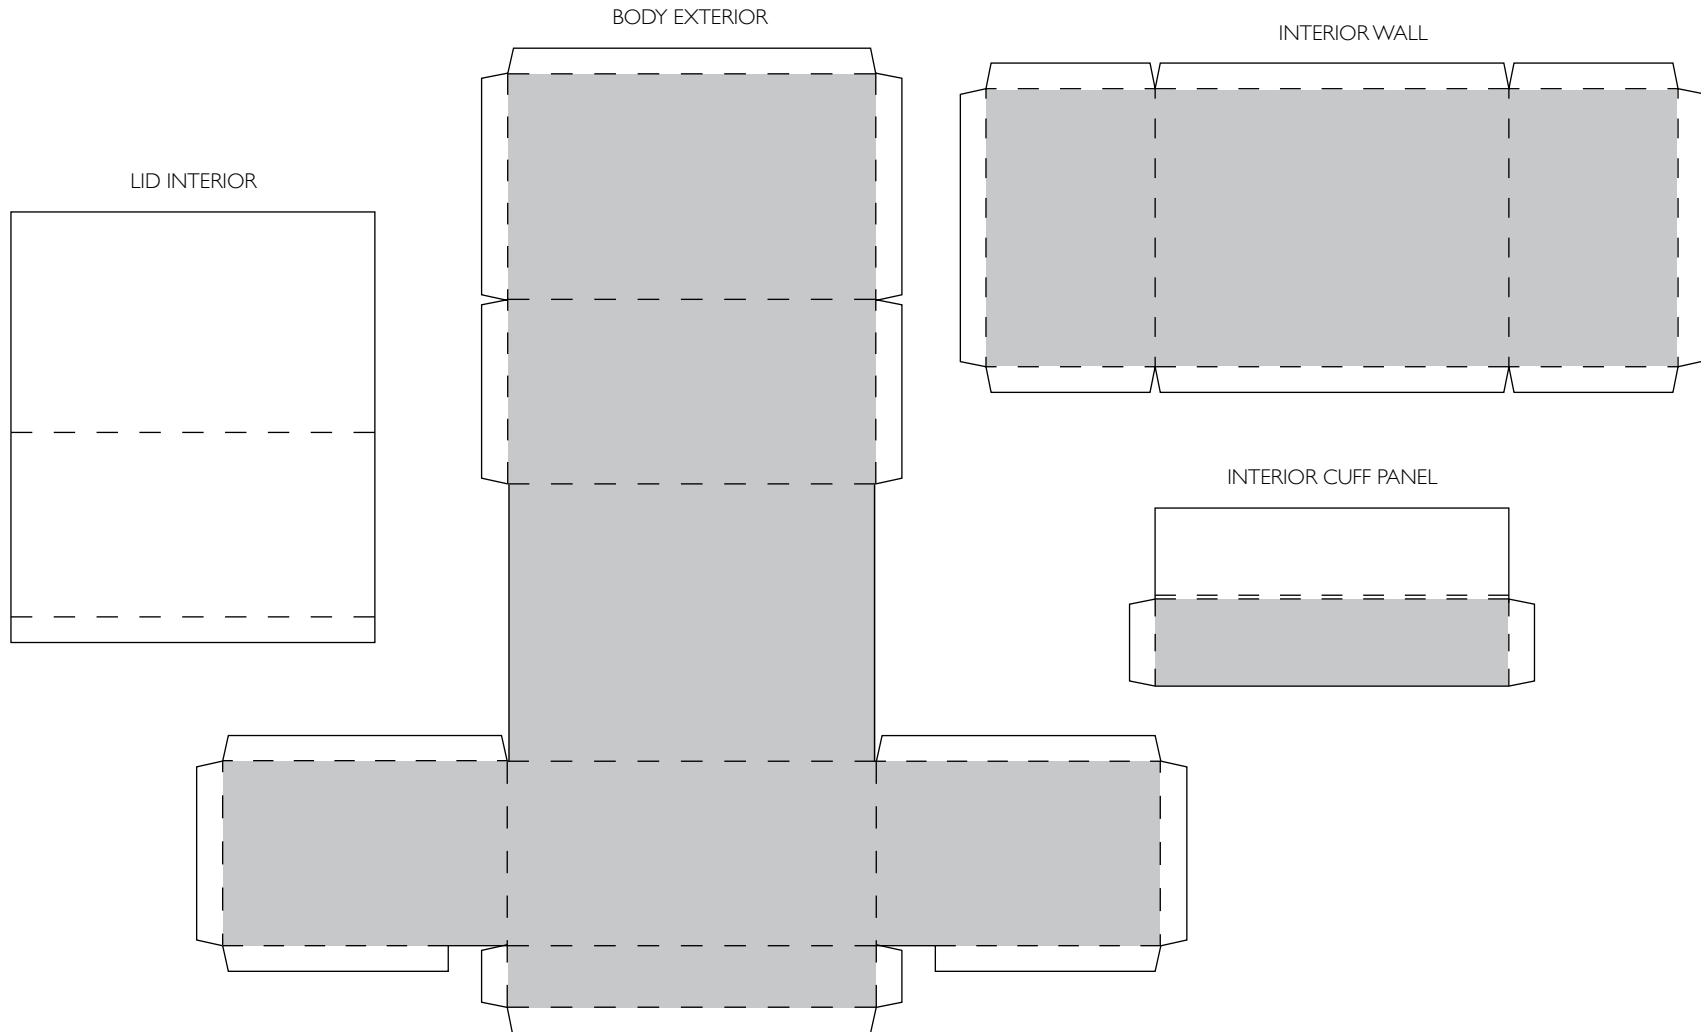 BODY EXTERIOR
INTERIOR WALL
LID INTERIOR
INTERIOR CUFF PANEL